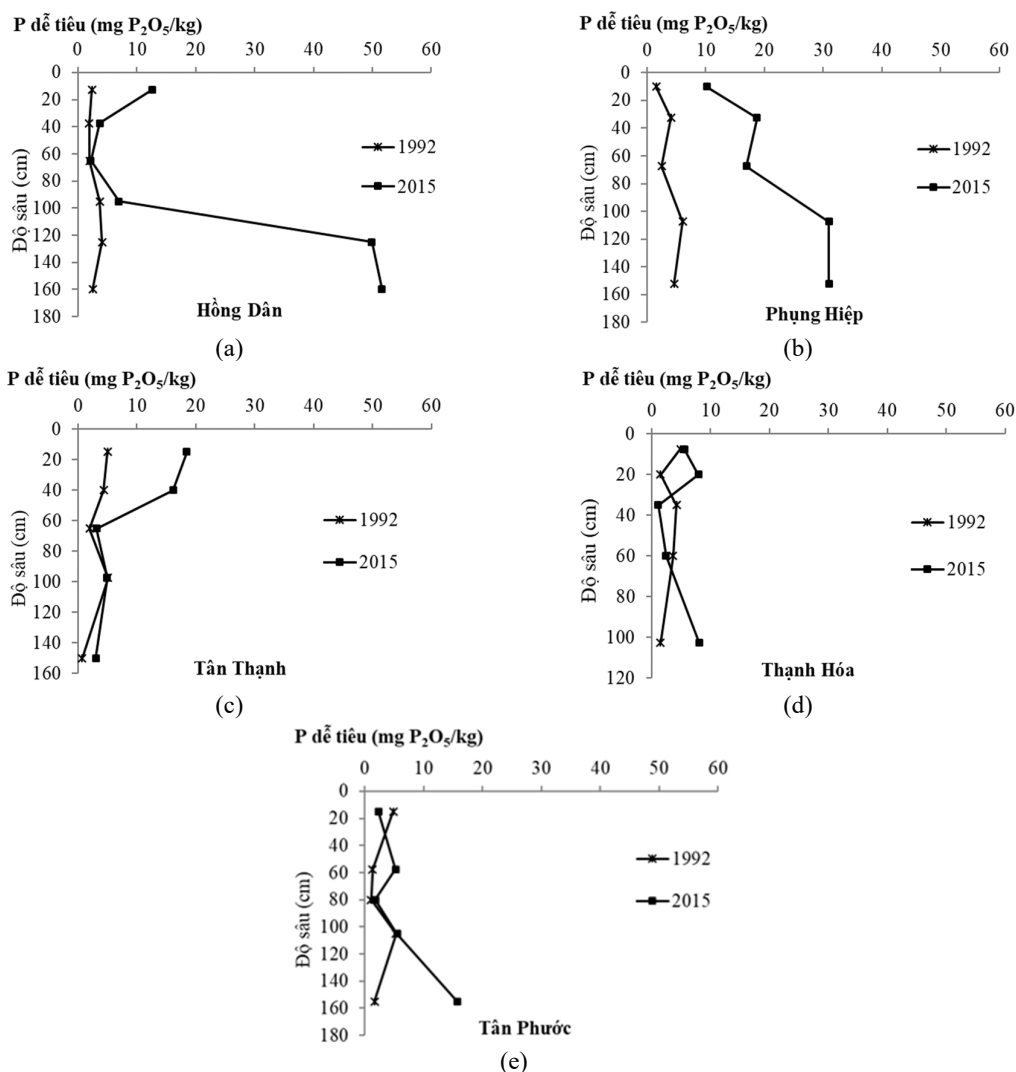 P dễ tiêu (mg P₂O₅/kg)
0 10 20 30 40 50 60
0
20
40
60
80
100
120
140
160
180
Độ sâu (cm)
1992
2015
Hồng Dân
(a)
P dễ tiêu (mg P₂O₅/kg)
0 10 20 30 40 50 60
0
20
40
60
80
100
120
140
160
180
Độ sâu (cm)
1992
2015
Phụng Hiệp
(b)
P dễ tiêu (mg P₂O₅/kg)
0 10 20 30 40 50 60
0
20
40
60
80
100
120
140
160
Độ sâu (cm)
1992
2015
Tân Thạnh
(c)
P dễ tiêu (mg P₂O₅/kg)
0 10 20 30 40 50 60
0
20
40
60
80
100
120
Độ sâu (cm)
1992
2015
Thạnh Hóa
(d)
P dễ tiêu (mg P₂O₅/kg)
0 10 20 30 40 50 60
0
20
40
60
80
100
120
140
160
180
Độ sâu (cm)
1992
2015
Tân Phước
(e)